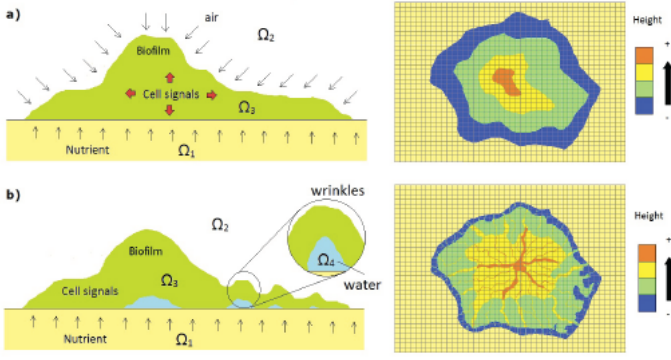 a)
air
Ω2
Biofilm
Cell signals
Ω3
Nutrient
Ω1
Height
+
-
b)
wrinkles
Ω2
Biofilm
Ω4
Ω3
Cell signals
water
Nutrient
Ω1
Height
+
-